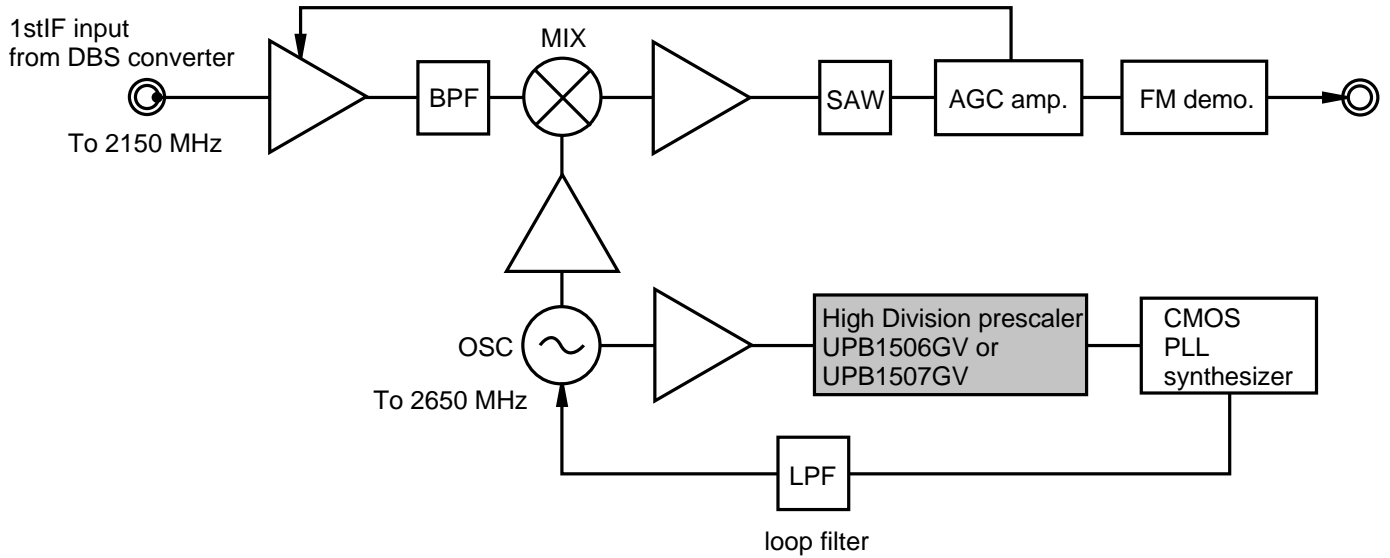 1stIF input
from DBS converter
To 2150 MHz
BPF
MIX
SAW
AGC amp.
FM demo.
OSC
To 2650 MHz
High Division prescaler
UPB1506GV or
UPB1507GV
CMOS
PLL
synthesizer
LPF
loop filter